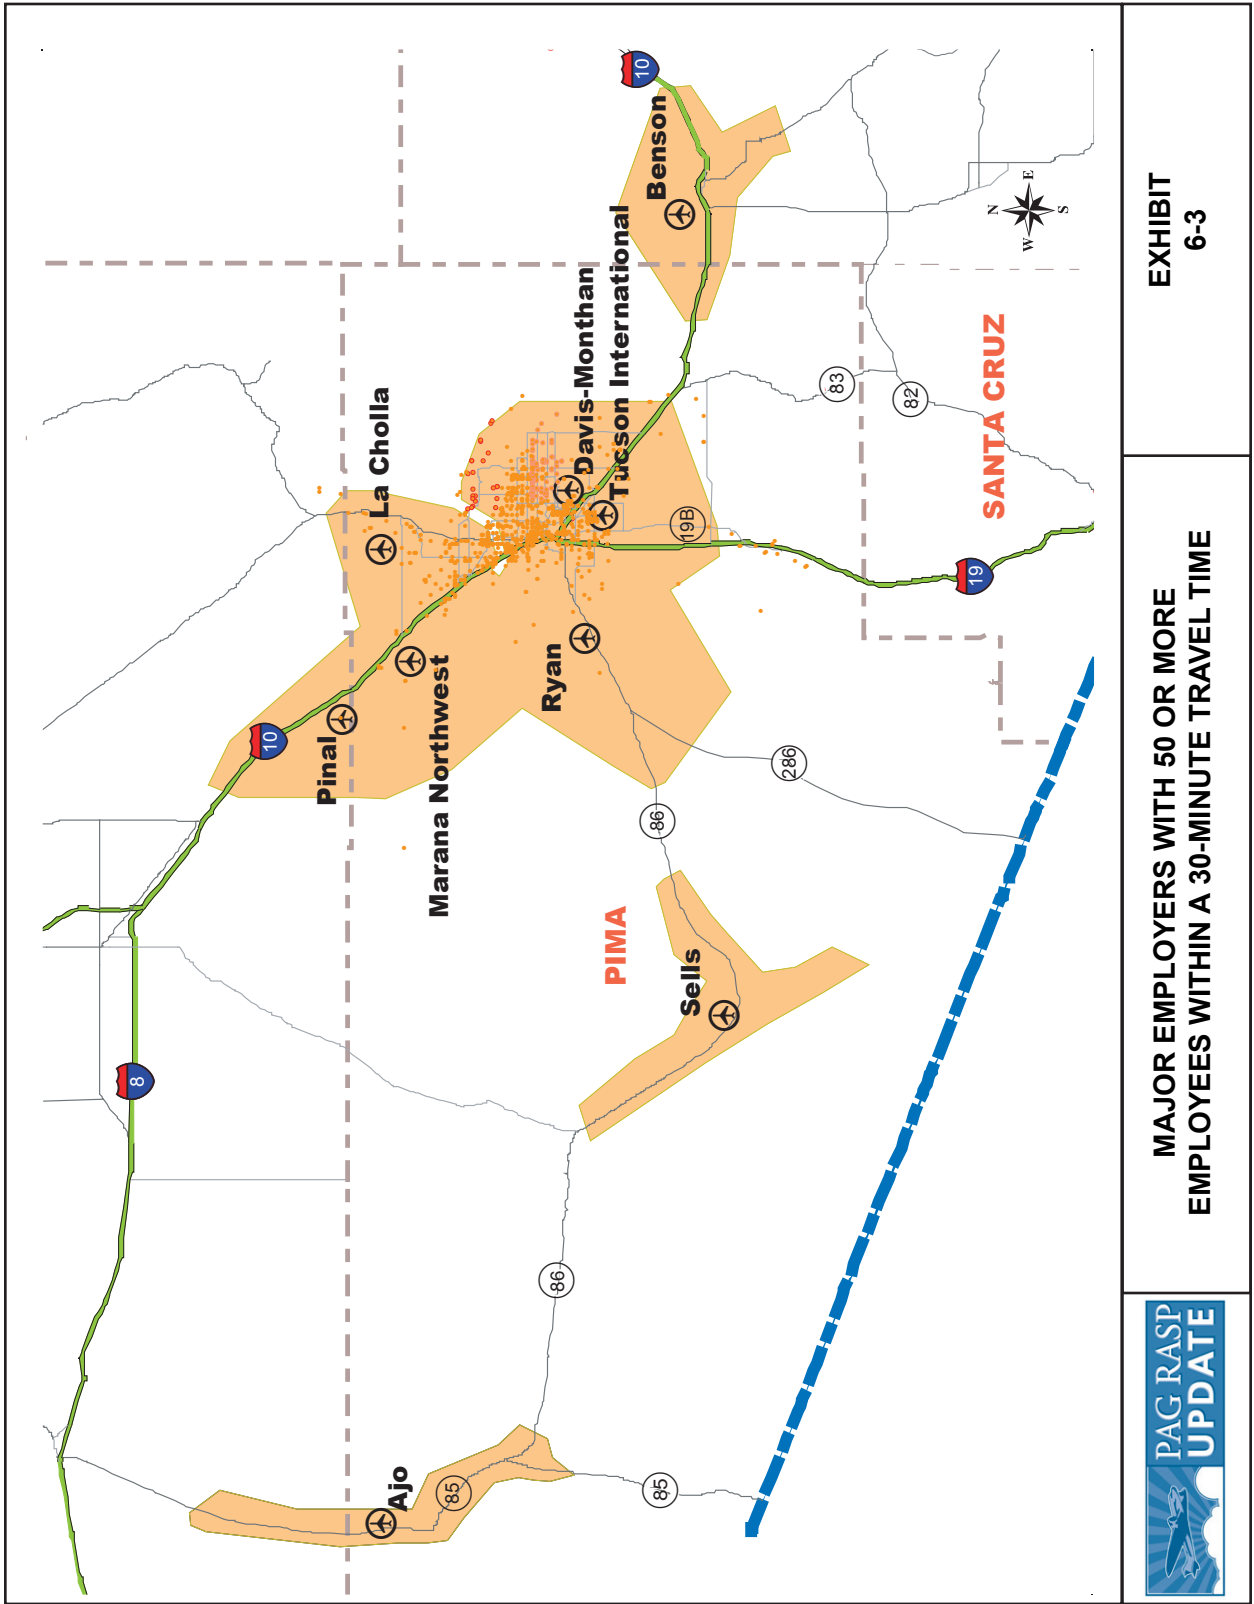 La Cholla
Pinal
Marana Northwest
Ryan
Davis-Monthan
Tucson International
Benson
Sells
Ajo
PIMA
SANTA CRUZ
10
10
8
19
19B
83
82
86
86
286
85
85
N
E
S
W
PAG RASP
UPDATE
MAJOR EMPLOYERS WITH 50 OR MORE
EMPLOYEES WITHIN A 30-MINUTE TRAVEL TIME
EXHIBIT
6-3